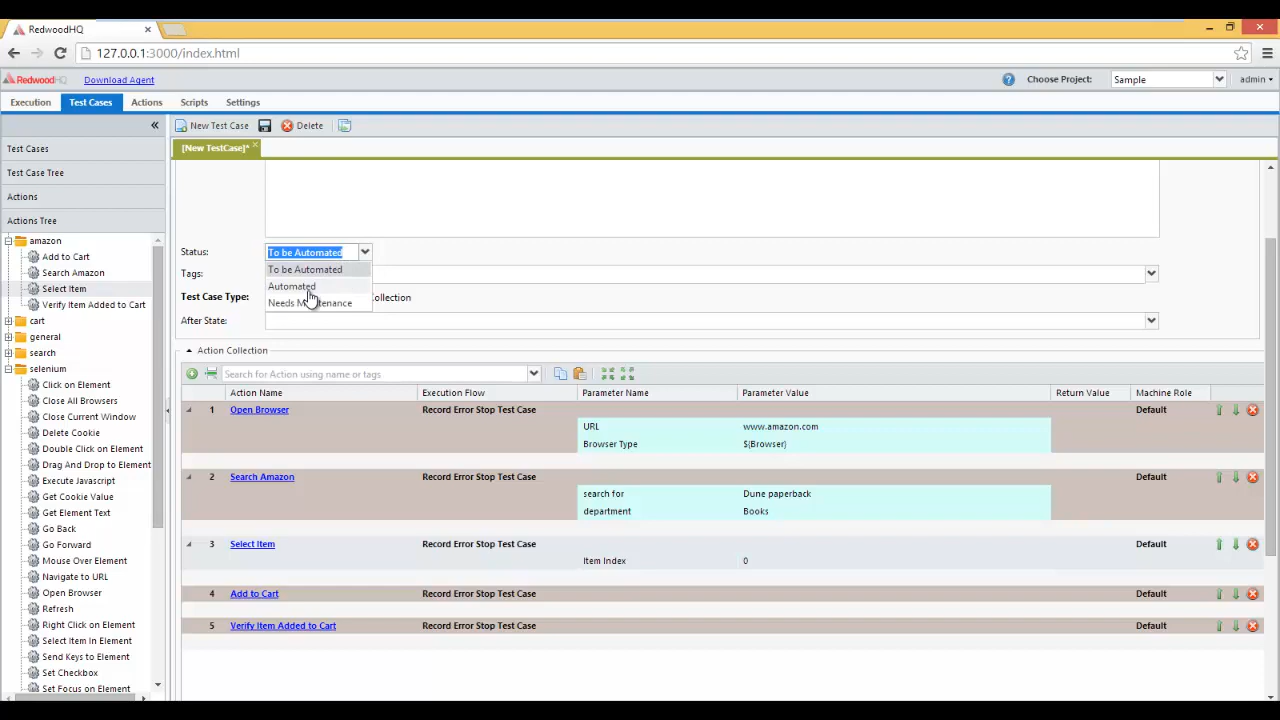 RedwoodHQ
127.0.0.1:3000/index.html
RedwoodHQ Download Agent Choose Project: Sample admin
Execution Test Cases Actions Scripts Settings
New Test Case Delete
Test Cases
Test Case Tree
Actions
Actions Tree
amazon
Add to Cart
Search Amazon
Select Item
Verify Item Added to Cart
cart
general
search
selenium
Click on Element
Close All Browsers
Close Current Window
Delete Cookie
Double Click on Element
Drag And Drop to Element
Execute Javascript
Get Cookie Value
Get Element Text
Go Back
Go Forward
Mouse Over Element
Navigate to URL
Open Browser
Refresh
Right Click on Element
Select Item In Element
Send Keys to Element
Set Checkbox
Set Focus on Element
[New TestCase]*
Status: To be Automated
To be Automated
Automated
Needs Maintenance
Tags:
Test Case Type: Collection
After State:
Action Collection
Search for Action using name or tags
Action Name Execution Flow Parameter Name Parameter Value Return Value Machine Role
1 Open Browser Record Error Stop Test Case Default
URL www.amazon.com
Browser Type ${Browser}
2 Search Amazon Record Error Stop Test Case Default
search for Dune paperback
department Books
3 Select Item Record Error Stop Test Case Default
Item Index 0
4 Add to Cart Record Error Stop Test Case Default
5 Verify Item Added to Cart Record Error Stop Test Case Default